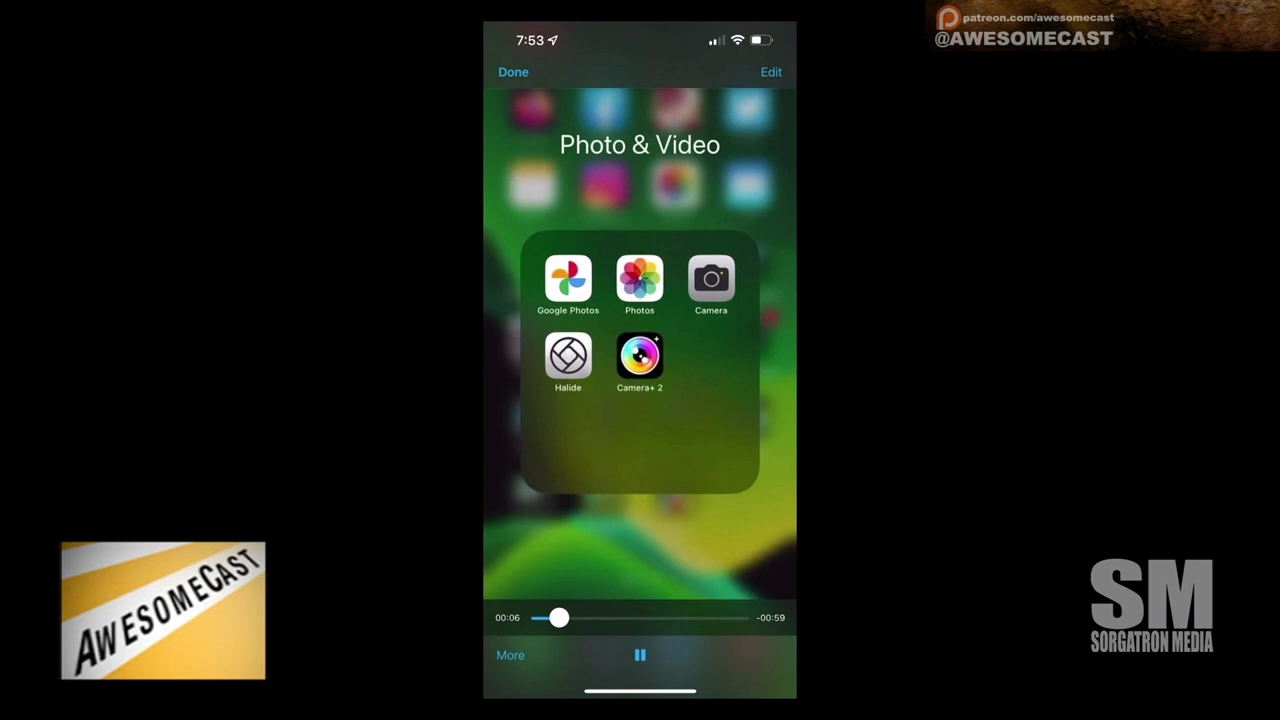 patreon.com/awesomecast
@AWESOMECAST
7:53
Done
Edit
Photo & Video
Google Photos
Photos
Camera
Halide
Camera+ 2
00:06
-00:59
More
AWESOMECAST
SM
SORGATRON MEDIA